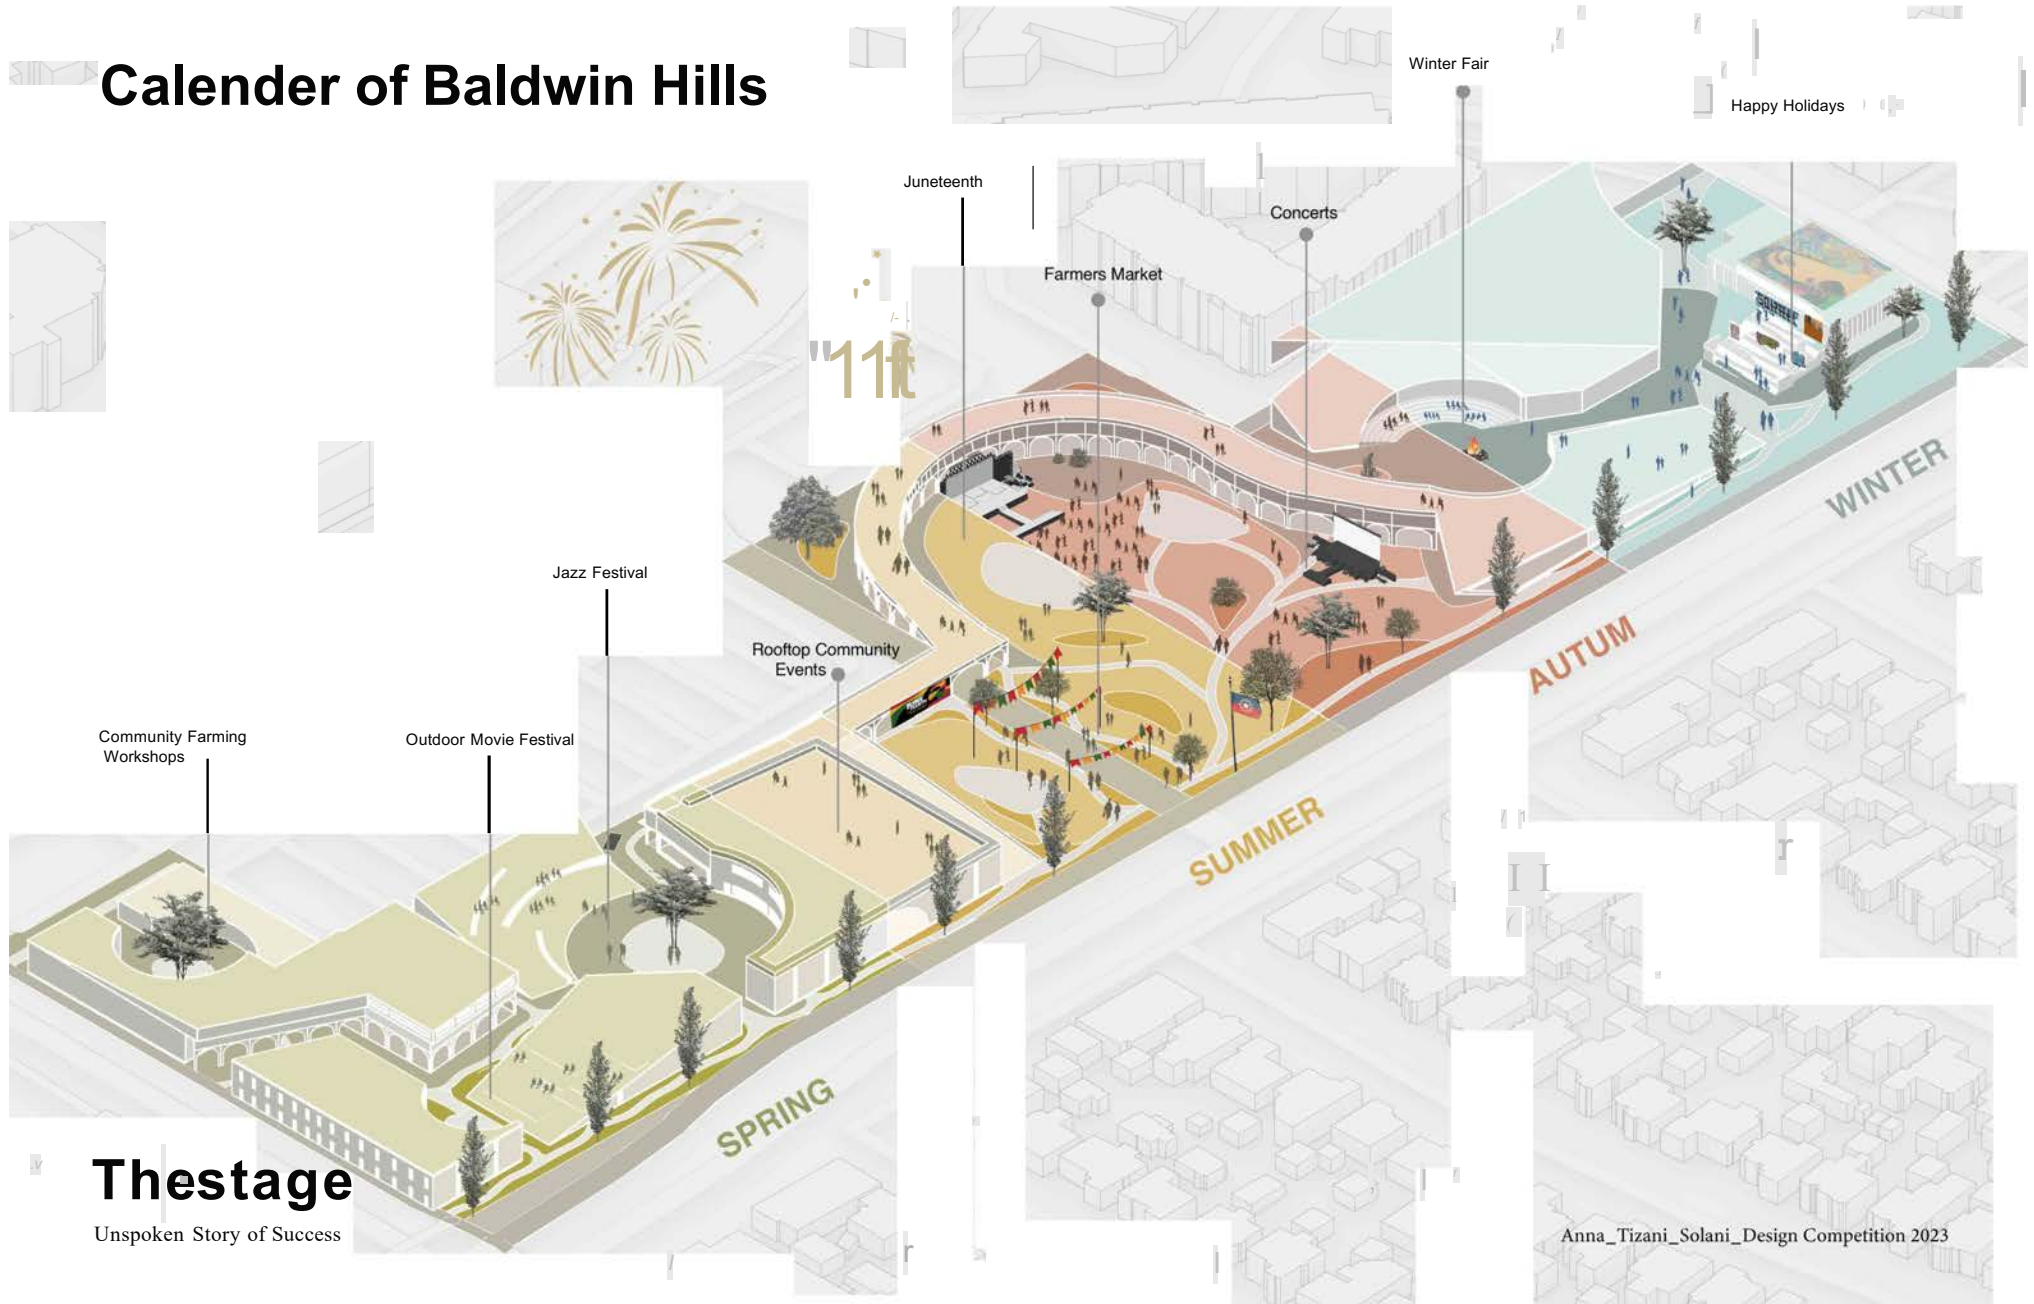 Calender of Baldwin Hills
Winter Fair
Happy Holidays
Juneteenth
Concerts
Farmers Market
"11ft
WINTER
Jazz Festival
AUTUM
Rooftop Community
Events
Community Farming
Workshops
Outdoor Movie Festival
SUMMER
SPRING
Thestage
Unspoken Story of Success
Anna_Tizani_Solani_Design Competition 2023